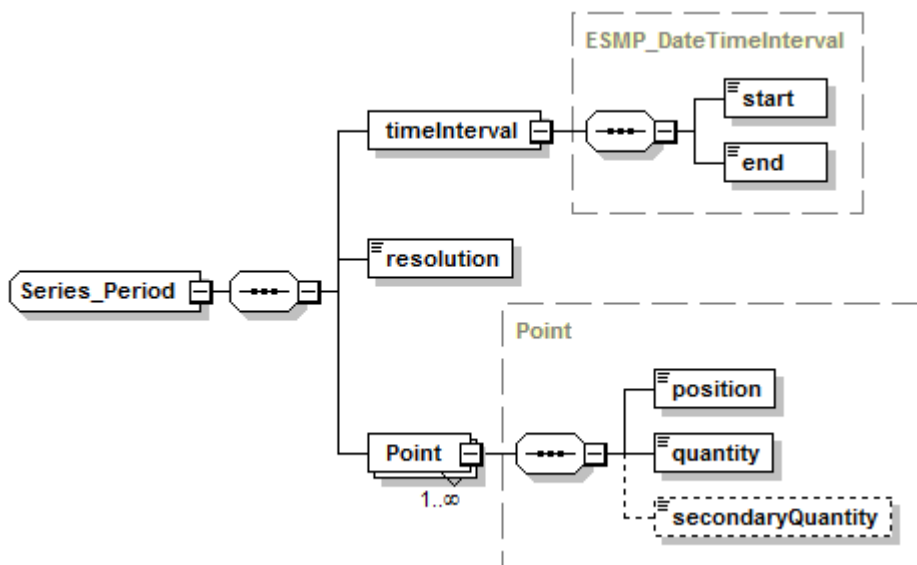 ESMP_DateTimeInterval
start
timeInterval
end
resolution
Series_Period
Point
position
Point
quantity
1..∞
secondaryQuantity